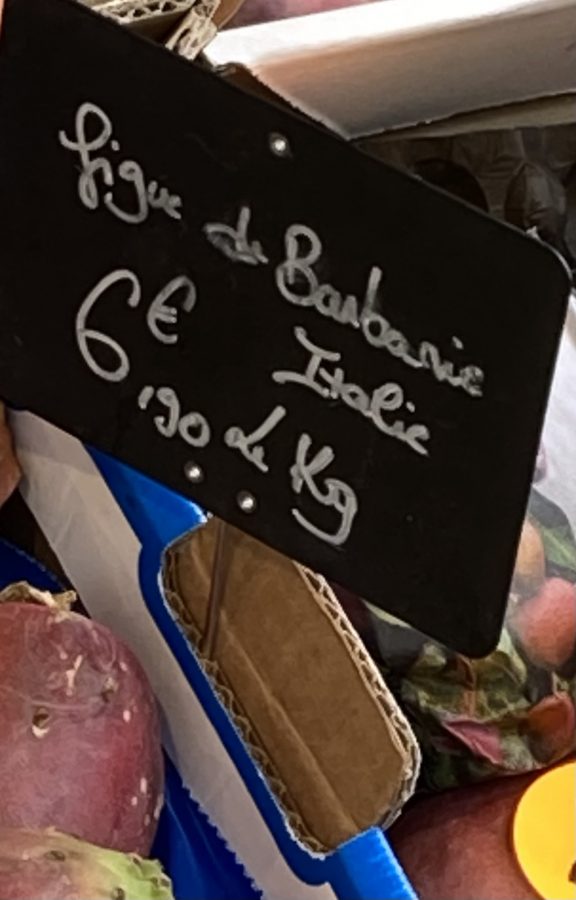 figue de Barbarie
6€ Italie
,90 le Kg